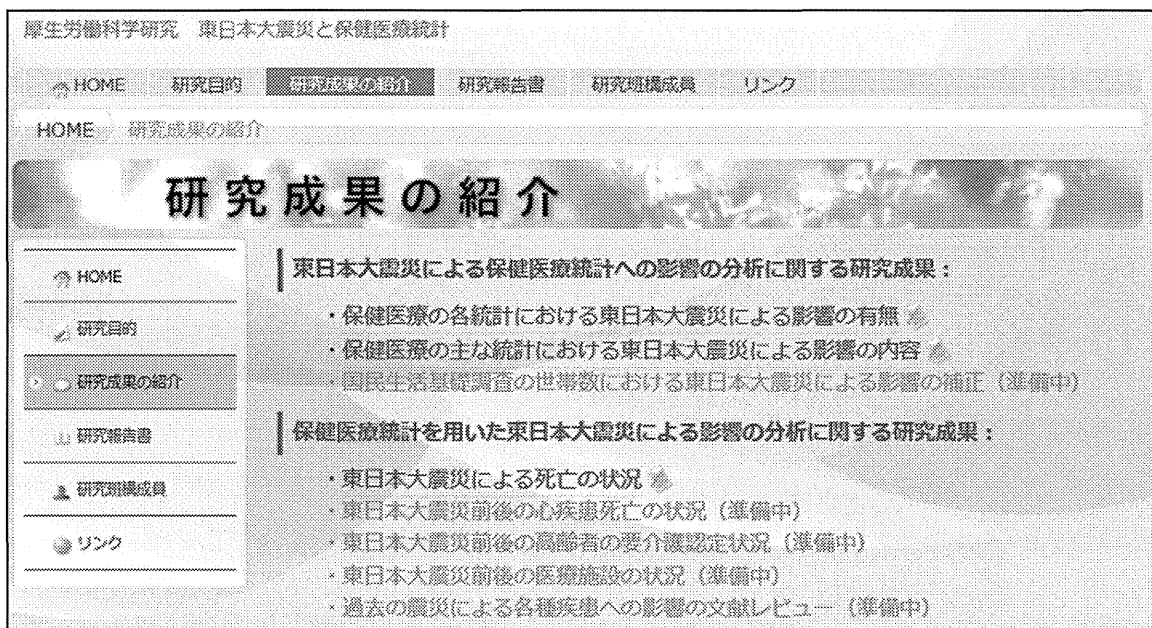 厚生労働科学研究　東日本大震災と保健医療統計
HOME 研究目的 研究成果の紹介 研究報告書 研究班構成員 リンク
HOME 研究成果の紹介
研究成果の紹介
HOME
研究目的
研究成果の紹介
研究報告書
研究班構成員
リンク
東日本大震災による保健医療統計への影響の分析に関する研究成果：
・保健医療の各統計における東日本大震災による影響の有無
・保健医療の主な統計における東日本大震災による影響の内容
・国民生活基礎調査の世帯数における東日本大震災による影響の補正（準備中）
保健医療統計を用いた東日本大震災による影響の分析に関する研究成果：
・東日本大震災による死亡の状況
・東日本大震災前後の心疾患死亡の状況（準備中）
・東日本大震災前後の高齢者の要介護認定状況（準備中）
・東日本大震災前後の医療施設の状況（準備中）
・過去の震災による各種疾患への影響の文献レビュー（準備中）